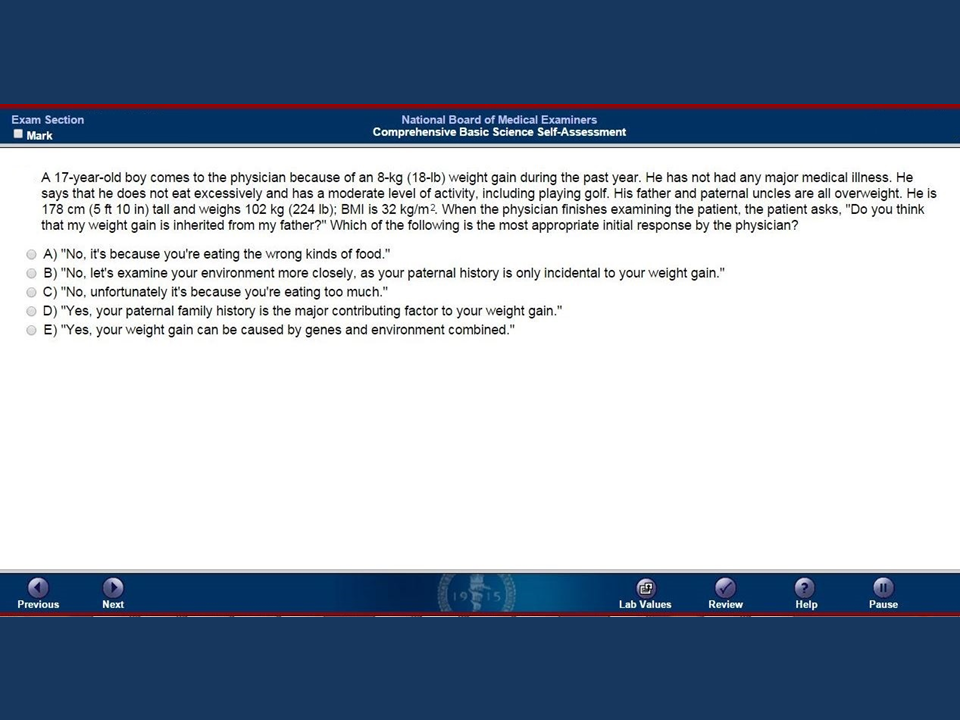 Exam Section
Mark
National Board of Medical Examiners
Comprehensive Basic Science Self-Assessment
A 17-year-old boy comes to the physician because of an 8-kg (18-lb) weight gain during the past year. He has not had any major medical illness. He
says that he does not eat excessively and has a moderate level of activity, including playing golf. His father and paternal uncles are all overweight. He is
178 cm (5 ft 10 in) tall and weighs 102 kg (224 lb); BMI is 32 kg/m². When the physician finishes examining the patient, the patient asks, "Do you think
that my weight gain is inherited from my father?" Which of the following is the most appropriate initial response by the physician?
A) "No, it's because you're eating the wrong kinds of food."
B) "No, let's examine your environment more closely, as your paternal history is only incidental to your weight gain."
C) "No, unfortunately it's because you're eating too much."
D) "Yes, your paternal family history is the major contributing factor to your weight gain."
E) "Yes, your weight gain can be caused by genes and environment combined."
1915
Previous
Next
Lab Values
Review
Help
Pause